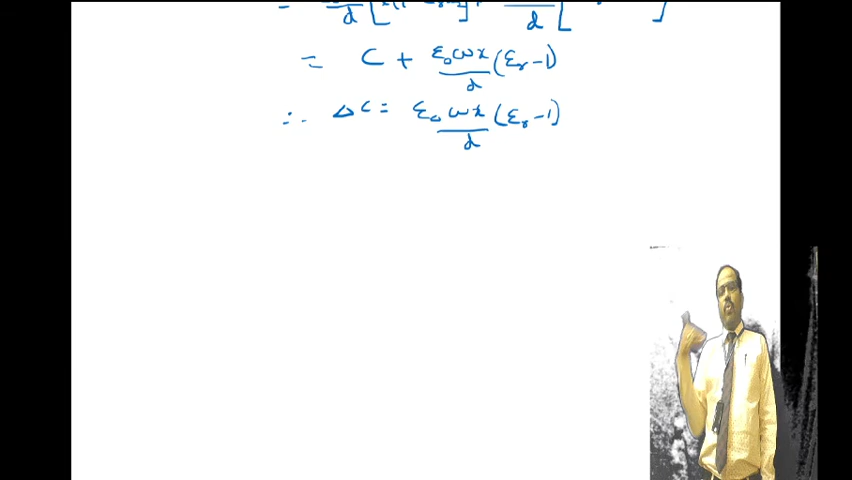 = C + ε₀ωx/d (εᵣ-1)
∴ ΔC = ε₀ωx/d (εᵣ-1)